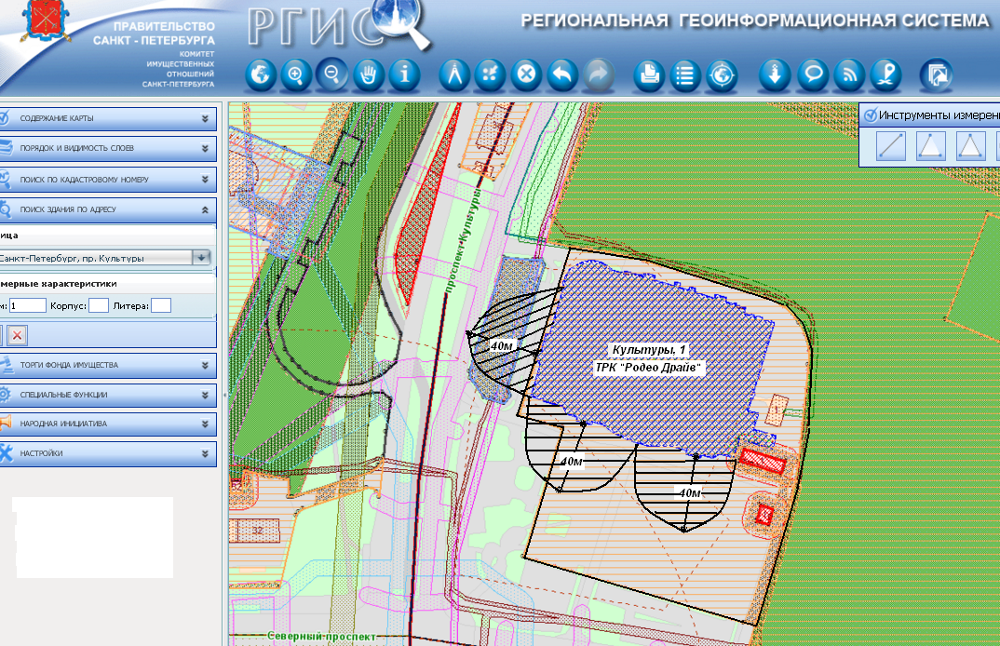 ПРАВИТЕЛЬСТВО
САНКТ - ПЕТЕРБУРГА
КОМИТЕТ
ИМУЩЕСТВЕННЫХ
ОТНОШЕНИЙ
САНКТ-ПЕТЕРБУРГА
РГИС
РЕГИОНАЛЬНАЯ ГЕОИНФОРМАЦИОННАЯ СИСТЕМА
СОДЕРЖАНИЕ КАРТЫ
ПОРЯДОК И ВИДИМОСТЬ СЛОЕВ
ПОИСК ПО КАДАСТРОВОМУ НОМЕРУ
ПОИСК ЗДАНИЯ ПО АДРЕСУ
ица
Санкт-Петербург, пр. Культуры
мерные характеристики
м: 1 Корпус: Литера:
ТОРГИ ФОНДА ИМУЩЕСТВА
СПЕЦИАЛЬНЫЕ ФУНКЦИИ
НАРОДНАЯ ИНИЦИАТИВА
НАСТРОЙКИ
Инструменты измерени
проспект Культуры
40м
Культуры, 1
ТРК "Родео Драйв"
40м
40м
32
Северный проспект